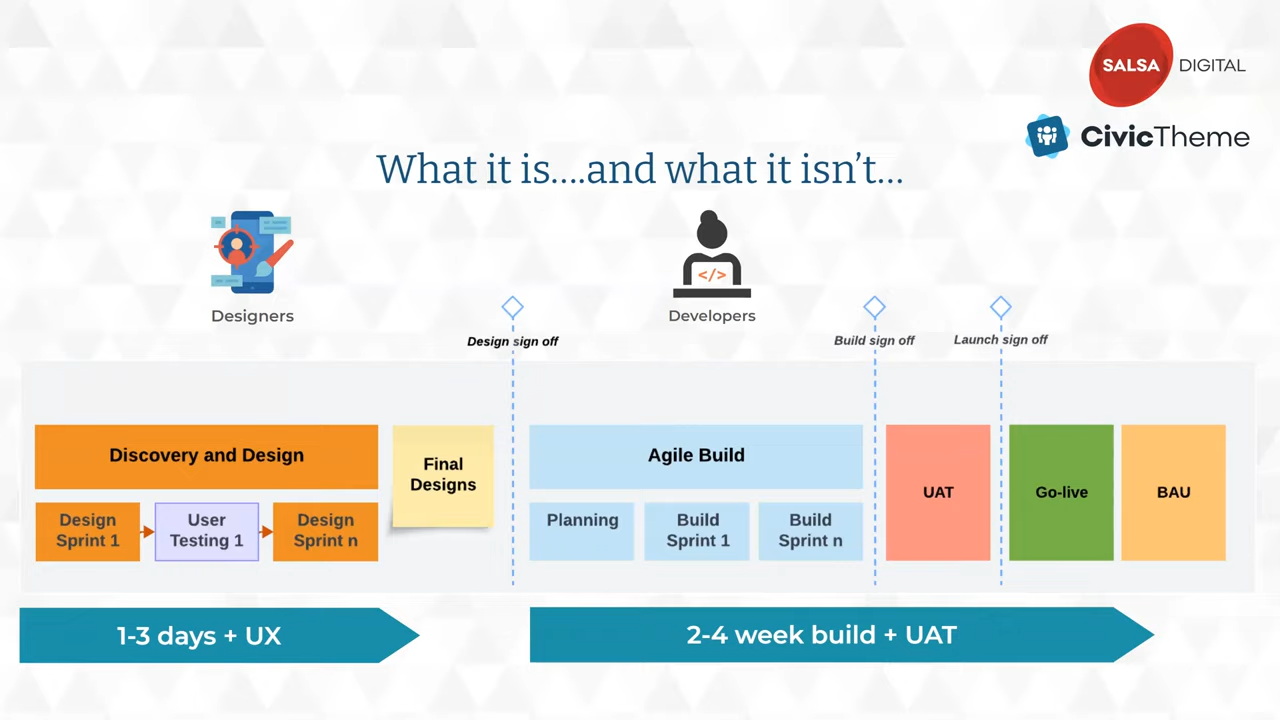 SALSA DIGITAL
CivicTheme
What it is....and what it isn't...
Designers
</>
Developers
Design sign off
Build sign off
Launch sign off
Discovery and Design
Final
Designs
Agile Build
UAT
Go-live
BAU
Design
Sprint 1
User
Testing 1
Design
Sprint n
Planning
Build
Sprint 1
Build
Sprint n
1-3 days + UX
2-4 week build + UAT